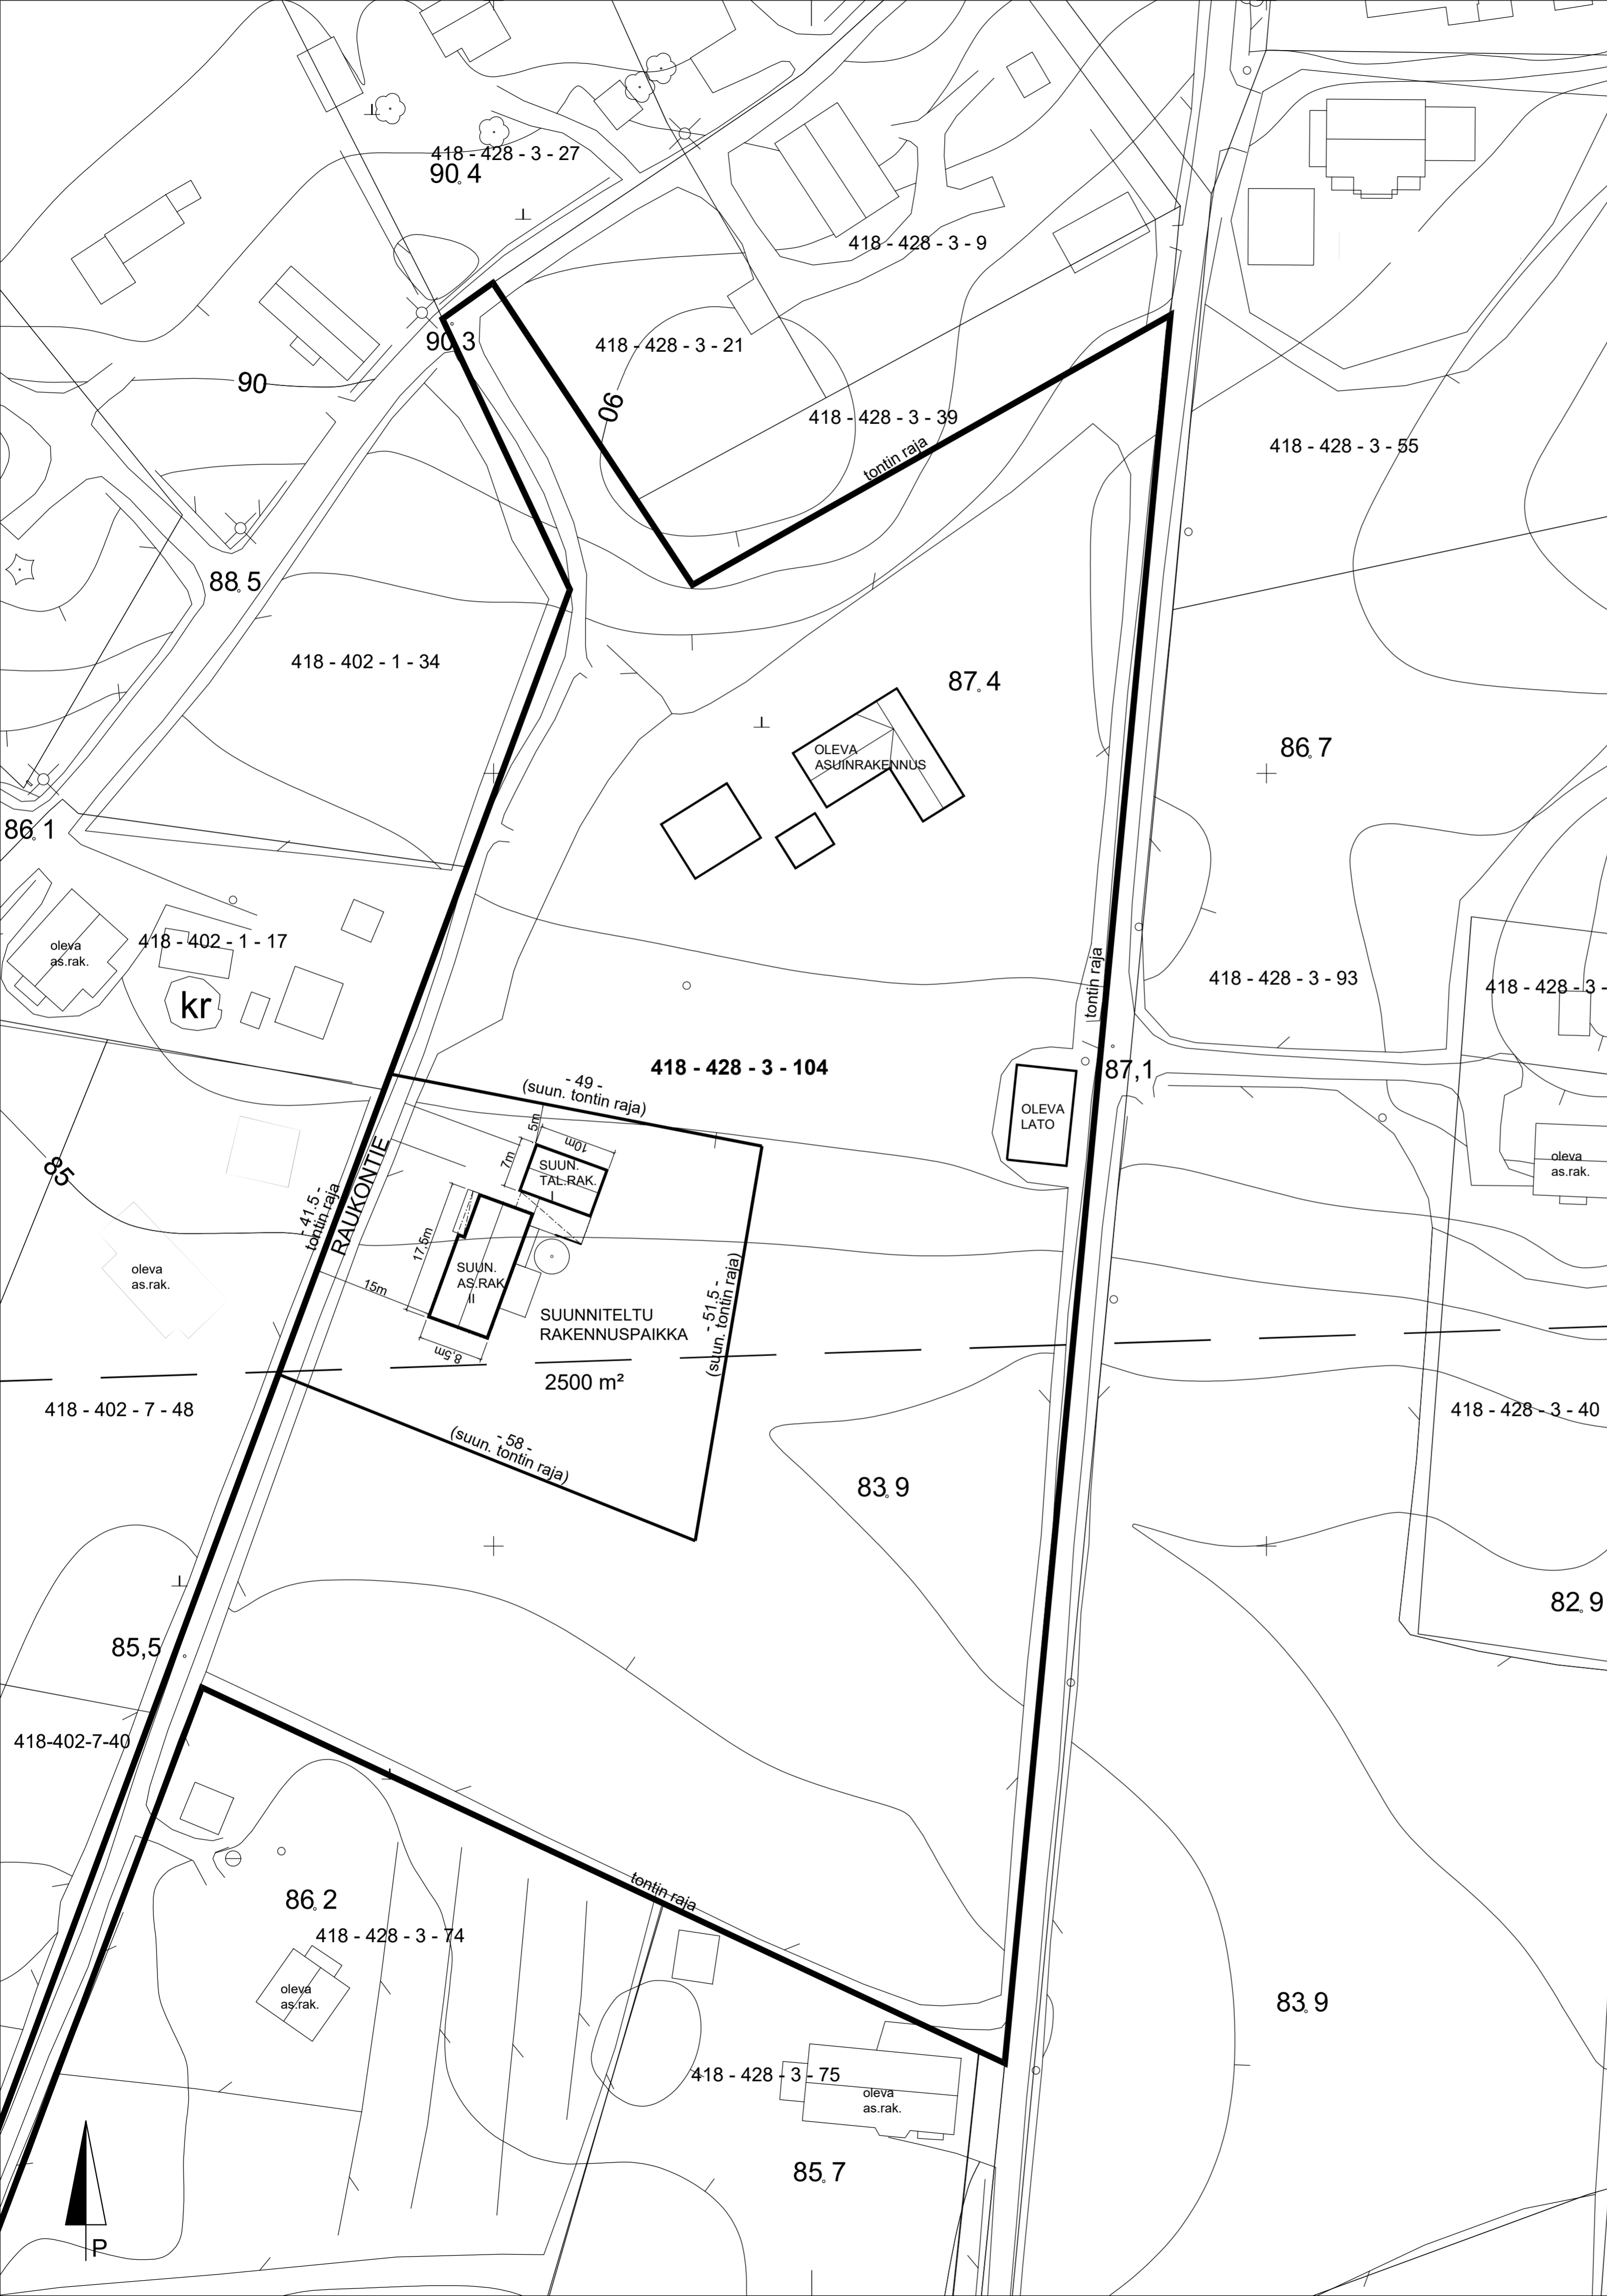 418 - 428 - 3 - 27
90.4
418 - 428 - 3 - 9
90.3
418 - 428 - 3 - 21
90
90
418 - 428 - 3 - 39
tontin raja
418 - 428 - 3 - 55
88.5
418 - 402 - 1 - 34
87.4
OLEVA
ASUINRAKENNUS
86.7
86.1
oleva
as.rak.
418 - 402 - 1 - 17
kr
tontin raja
418 - 428 - 3 - 93
418 - 428 - 3 -
418 - 428 - 3 - 104
87,1
- 49 -
(suun. tontin raja)
OLEVA
LATO
5m
10m
7m
SUUN.
TAL.RAK.
I
85
- 41.5 -
tontin raja
RAUKONTIE
oleva
as.rak.
17,5m
SUUN.
AS.RAK.
II
15m
8,5m
oleva
as.rak.
SUUNNITELTU
RAKENNUSPAIKKA
2500 m²
- 51.5 -
(suun. tontin raja)
418 - 402 - 7 - 48
418 - 428 - 3 - 40
- 58 -
(suun. tontin raja)
83.9
82.9
85,5
418-402-7-40
tontin raja
86.2
418 - 428 - 3 - 74
oleva
as.rak.
83.9
418 - 428 - 3 - 75
oleva
as.rak.
85.7
P